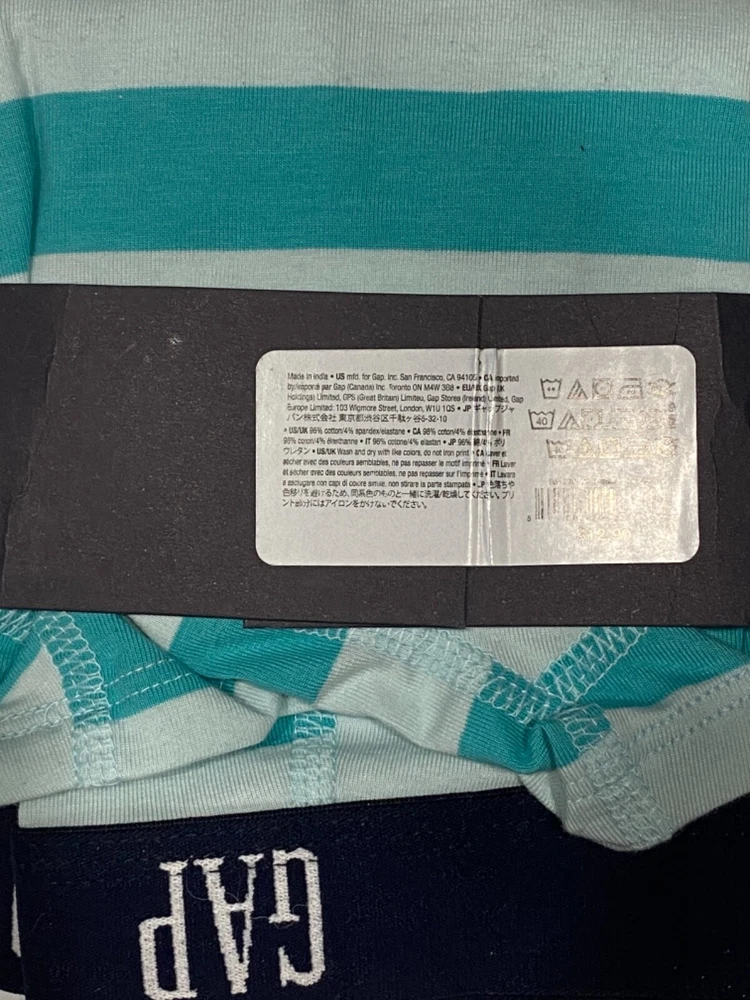 Made in India • US mfd. for Gap, Inc. San Francisco, CA 94105 • CA imported
by/importé par Gap (Canada) Inc. Toronto ON M4W 3B8 • EU/UK Gap UK
Holdings) Limited, GPS (Great Britain) Limited, Gap Stores (Ireland) Limited, Gap
Europe Limited: 103 Wigmore Street, London, W1U 1QS • JP ギャップジャ
パン株式会社 東京都渋谷区千駄ヶ谷5-32-10
• US/UK 96% cotton/4% spandex/elastane • CA 96% coton/4% élasthanne • FR
96% coton/4% élasthanne • IT 96% cotone/4% elastan • JP 96% 綿/4% ポリ
ウレタン • US/UK Wash and dry with like colors, do not iron print • CA Laver et
sécher avec des couleurs semblables, ne pas repasser le motif imprimé • FR Laver
et sécher avec des couleurs semblables, ne pas repasser sur l'imprimé • IT Lavare
e asciugare con capi di colore simile, non stirare la parte stampata • JP 色落ちや
色移りを避けるため、同系色のものと一緒に洗濯/乾燥してください。プリ
ント部分にはアイロンをかけないでください。
40
GAP